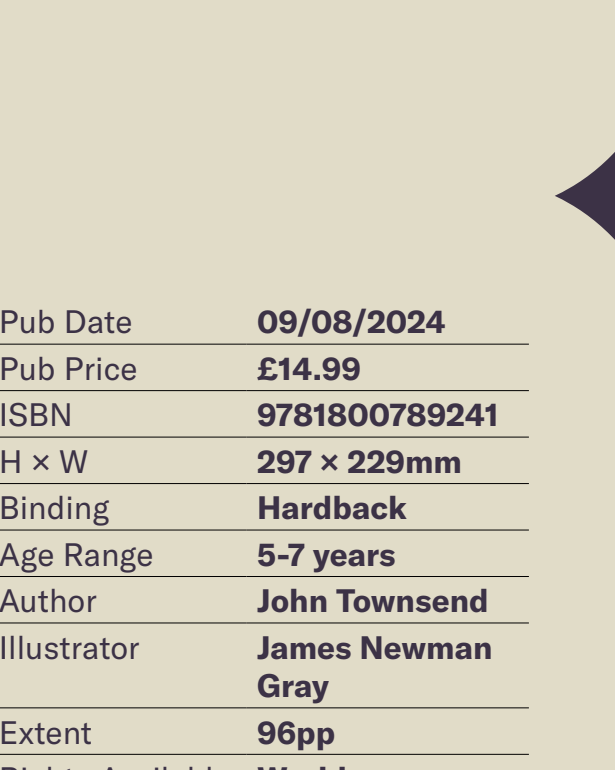 Pub Date 09/08/2024
Pub Price £14.99
ISBN 9781800789241
H × W 297 × 229mm
Binding Hardback
Age Range 5-7 years
Author John Townsend
Illustrator James Newman
Gray
Extent 96pp